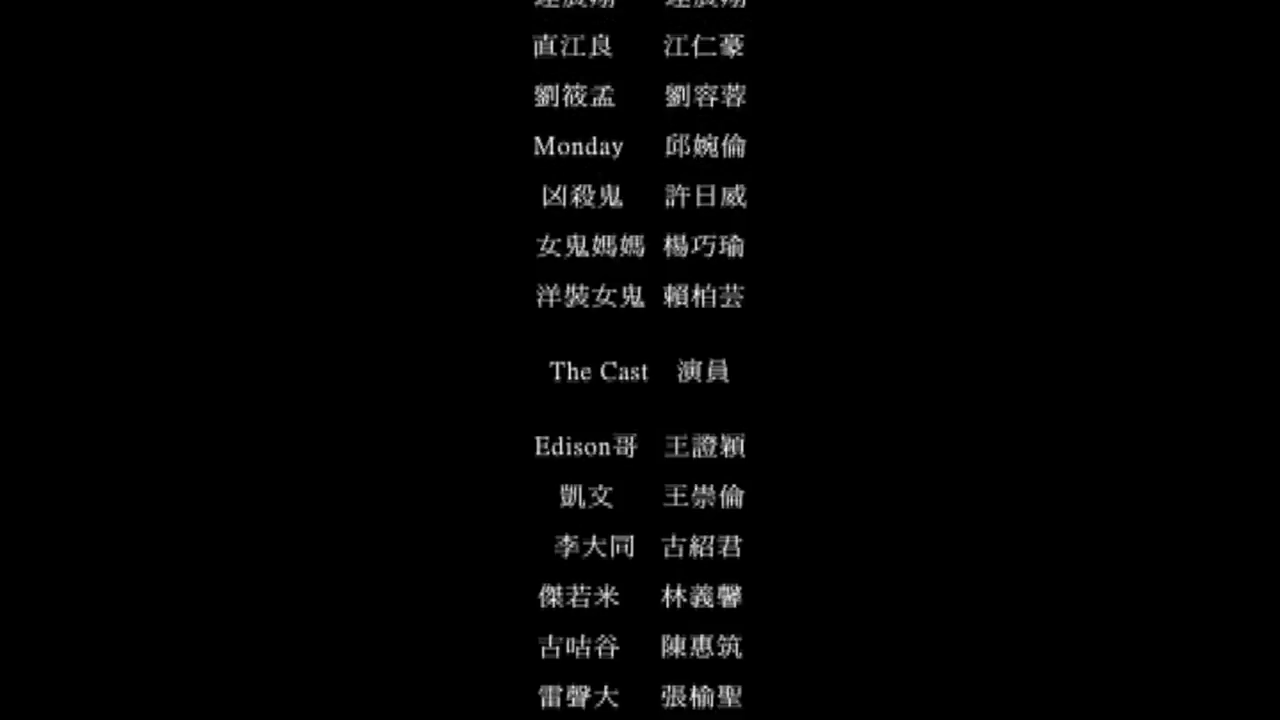 直江良 江仁豪
劉筱孟 劉容蓉
Monday 邱婉倫
凶殺鬼 許日威
女鬼媽媽 楊巧瑜
洋裝女鬼 賴柏芸
The Cast 演員
Edison哥 王證穎
凱文 王崇倫
李大同 古紹君
傑若米 林義馨
古咕谷 陳惠筑
雷聲大 張榆聖